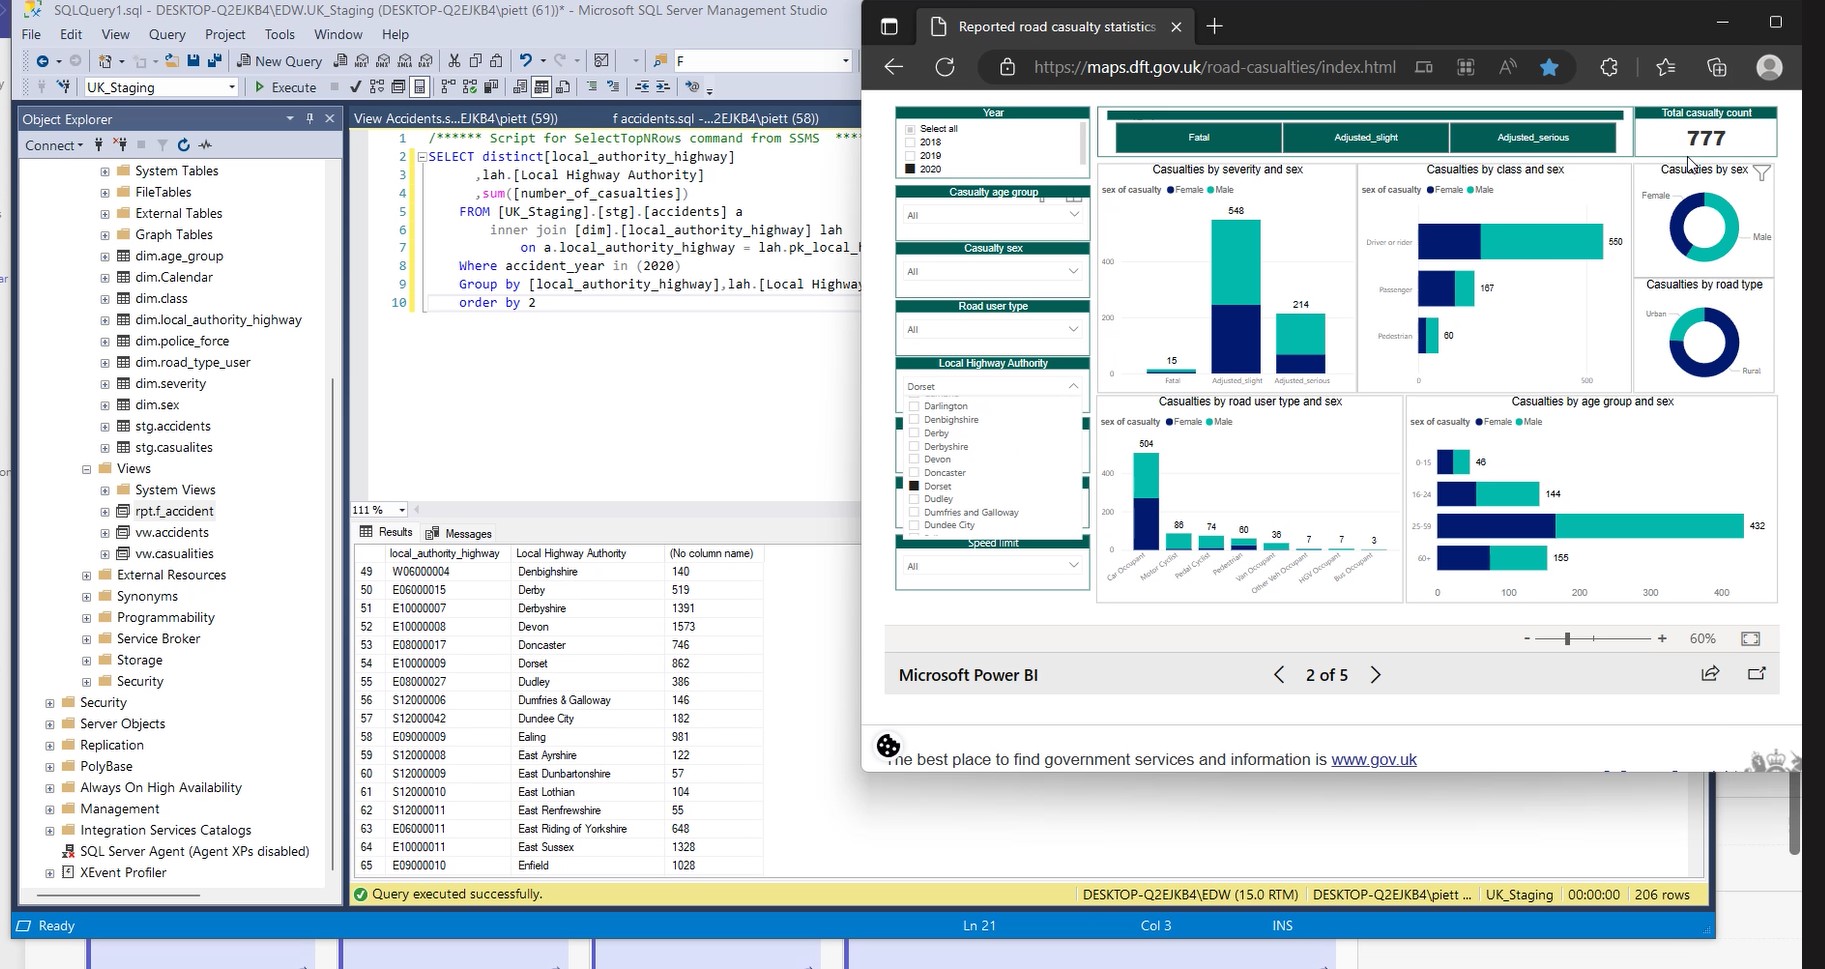 SQLQuery1.sql - DESKTOP-Q2EJKB4\EDW.UK_Staging (DESKTOP-Q2EJKB4\piett (61))* - Microsoft SQL Server Management Studio
File Edit View Query Project Tools Window Help
New Query F
UK_Staging Execute
Object Explorer
Connect
System Tables
FileTables
External Tables
Graph Tables
dim.age_group
dim.Calendar
dim.class
dim.local_authority_highway
dim.police_force
dim.road_type_user
dim.severity
dim.sex
stg.accidents
stg.casualites
Views
System Views
rpt.f_accident
vw.accidents
vw.casualities
External Resources
Synonyms
Programmability
Service Broker
Storage
Security
Security
Server Objects
Replication
PolyBase
Always On High Availability
Management
Integration Services Catalogs
SQL Server Agent (Agent XPs disabled)
XEvent Profiler
View Accidents.s...EJKB4\piett (59)) f accidents.sql -...2EJKB4\piett (58))
1 /****** Script for SelectTopNRows command from SSMS ****
2 SELECT distinct[local_authority_highway]
3 ,lah.[Local Highway Authority]
4 ,sum([number_of_casualties])
5 FROM [UK_Staging].[stg].[accidents] a
6 inner join [dim].[local_authority_highway] lah
7 on a.local_authority_highway = lah.pk_local_h
8 Where accident_year in (2020)
9 Group by [local_authority_highway],lah.[Local Highway
10 order by 2
111 %
Results Messages
local_authority_highway Local Highway Authority (No column name)
49 W06000004 Denbighshire 140
50 E06000015 Derby 519
51 E10000007 Derbyshire 1391
52 E10000008 Devon 1573
53 E08000017 Doncaster 746
54 E10000009 Dorset 862
55 E08000027 Dudley 386
56 S12000006 Dumfries & Galloway 146
57 S12000042 Dundee City 182
58 E09000009 Ealing 981
59 S12000008 East Ayrshire 122
60 S12000009 East Dunbartonshire 57
61 S12000010 East Lothian 104
62 S12000011 East Renfrewshire 55
63 E06000011 East Riding of Yorkshire 648
64 E10000011 East Sussex 1328
65 E09000010 Enfield 1028
Query executed successfully. DESKTOP-Q2EJKB4\EDW (15.0 RTM) DESKTOP-Q2EJKB4\piett ... UK_Staging 00:00:00 206 rows
Ready Ln 21 Col 3 INS
Reported road casualty statistics
https://maps.dft.gov.uk/road-casualties/index.html
Year
Select all
2018
2019
2020
Casualty age group
All
Casualty sex
All
Road user type
All
Local Highway Authority
Dorset
Darlington
Denbighshire
Derby
Derbyshire
Devon
Doncaster
Dorset
Dudley
Dumfries and Galloway
Dundee City
Speed limit
All
Fatal Adjusted_slight Adjusted_serious
Total casualty count
777
Casualties by severity and sex
sex of casualty Female Male
548
400
214
200
15
0
Fatal Adjusted_slight Adjusted_serious
Casualties by class and sex
sex of casualty Female Male
Driver or rider 550
Passenger 167
Pedestrian 60
0 500
Casualties by sex
Female
Male
Casualties by road type
Urban
Rural
Casualties by road user type and sex
sex of casualty Female Male
504
400
200
86 74 60 36 7 7 3
0
Car Occupant Motor Cyclist Pedal Cyclist Pedestrian Van Occupant Other Veh Occupant HGV Occupant Bus Occupant
Casualties by age group and sex
sex of casualty Female Male
0-15 46
16-24 144
25-59 432
60+ 155
0 100 200 300 400
- + 60%
Microsoft Power BI 2 of 5
he best place to find government services and information is www.gov.uk